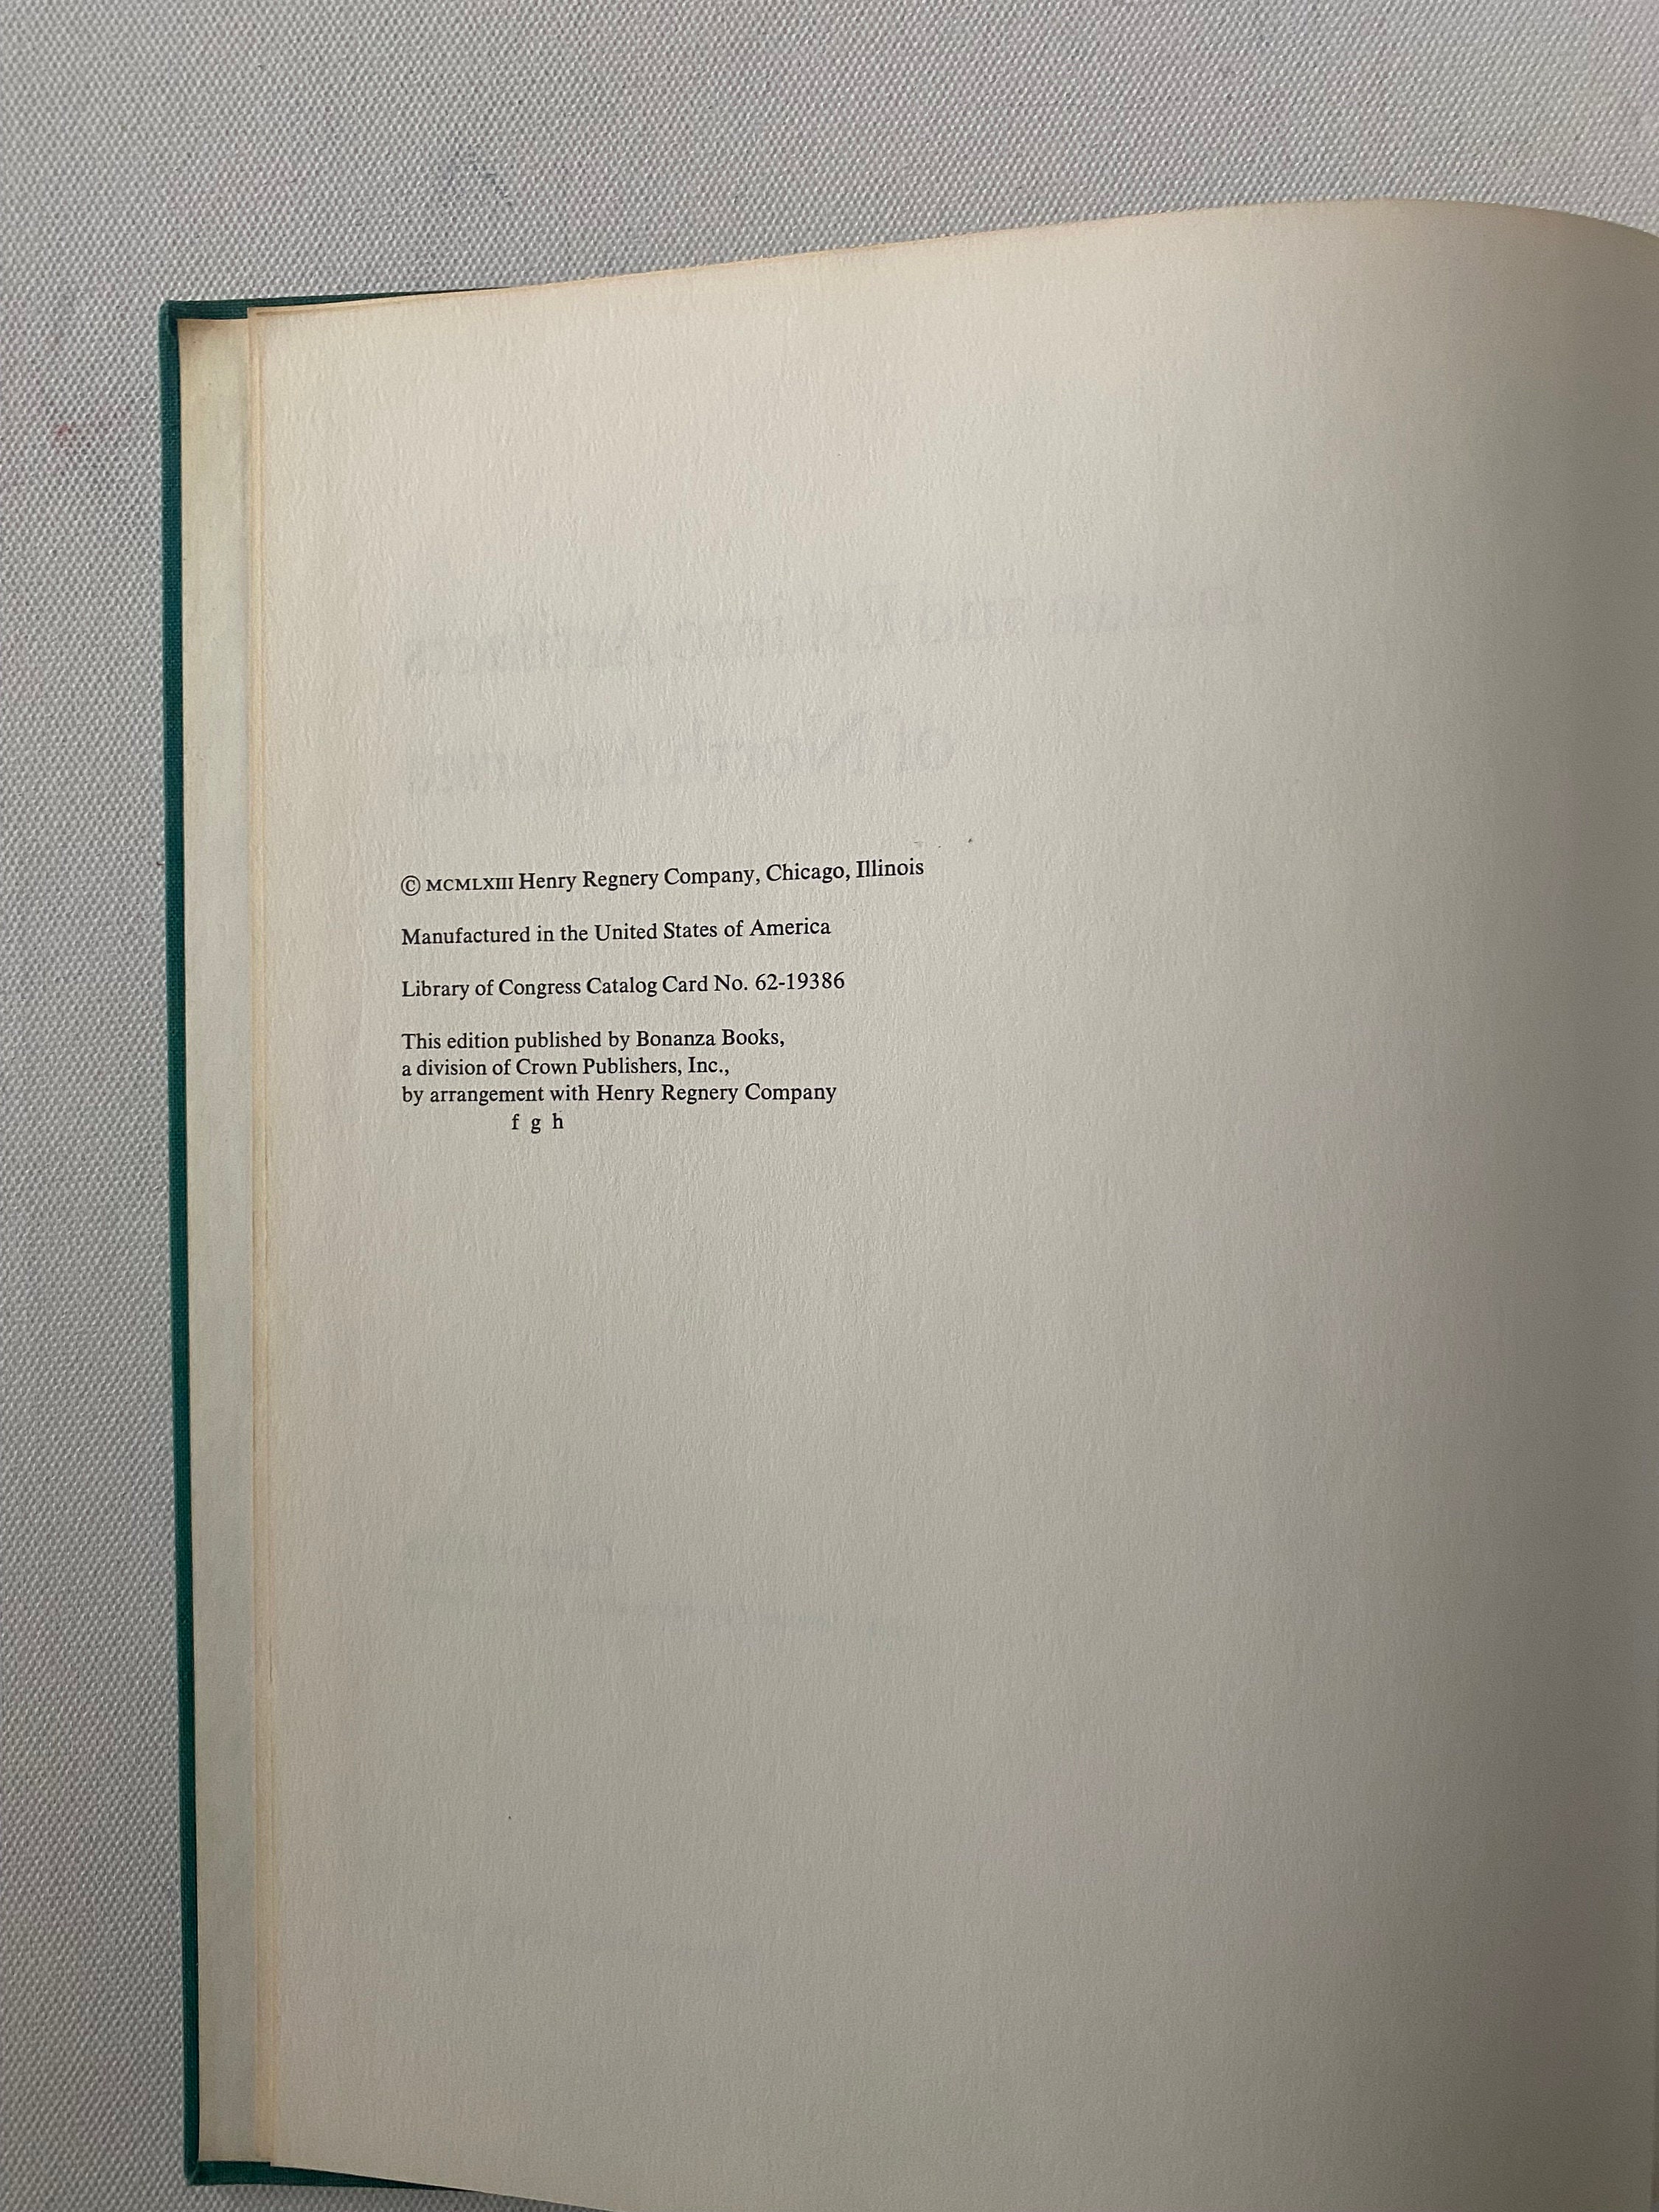 © MCMLXIII Henry Regnery Company, Chicago, Illinois
Manufactured in the United States of America
Library of Congress Catalog Card No. 62-19386
This edition published by Bonanza Books,
a division of Crown Publishers, Inc.,
by arrangement with Henry Regnery Company
f g h